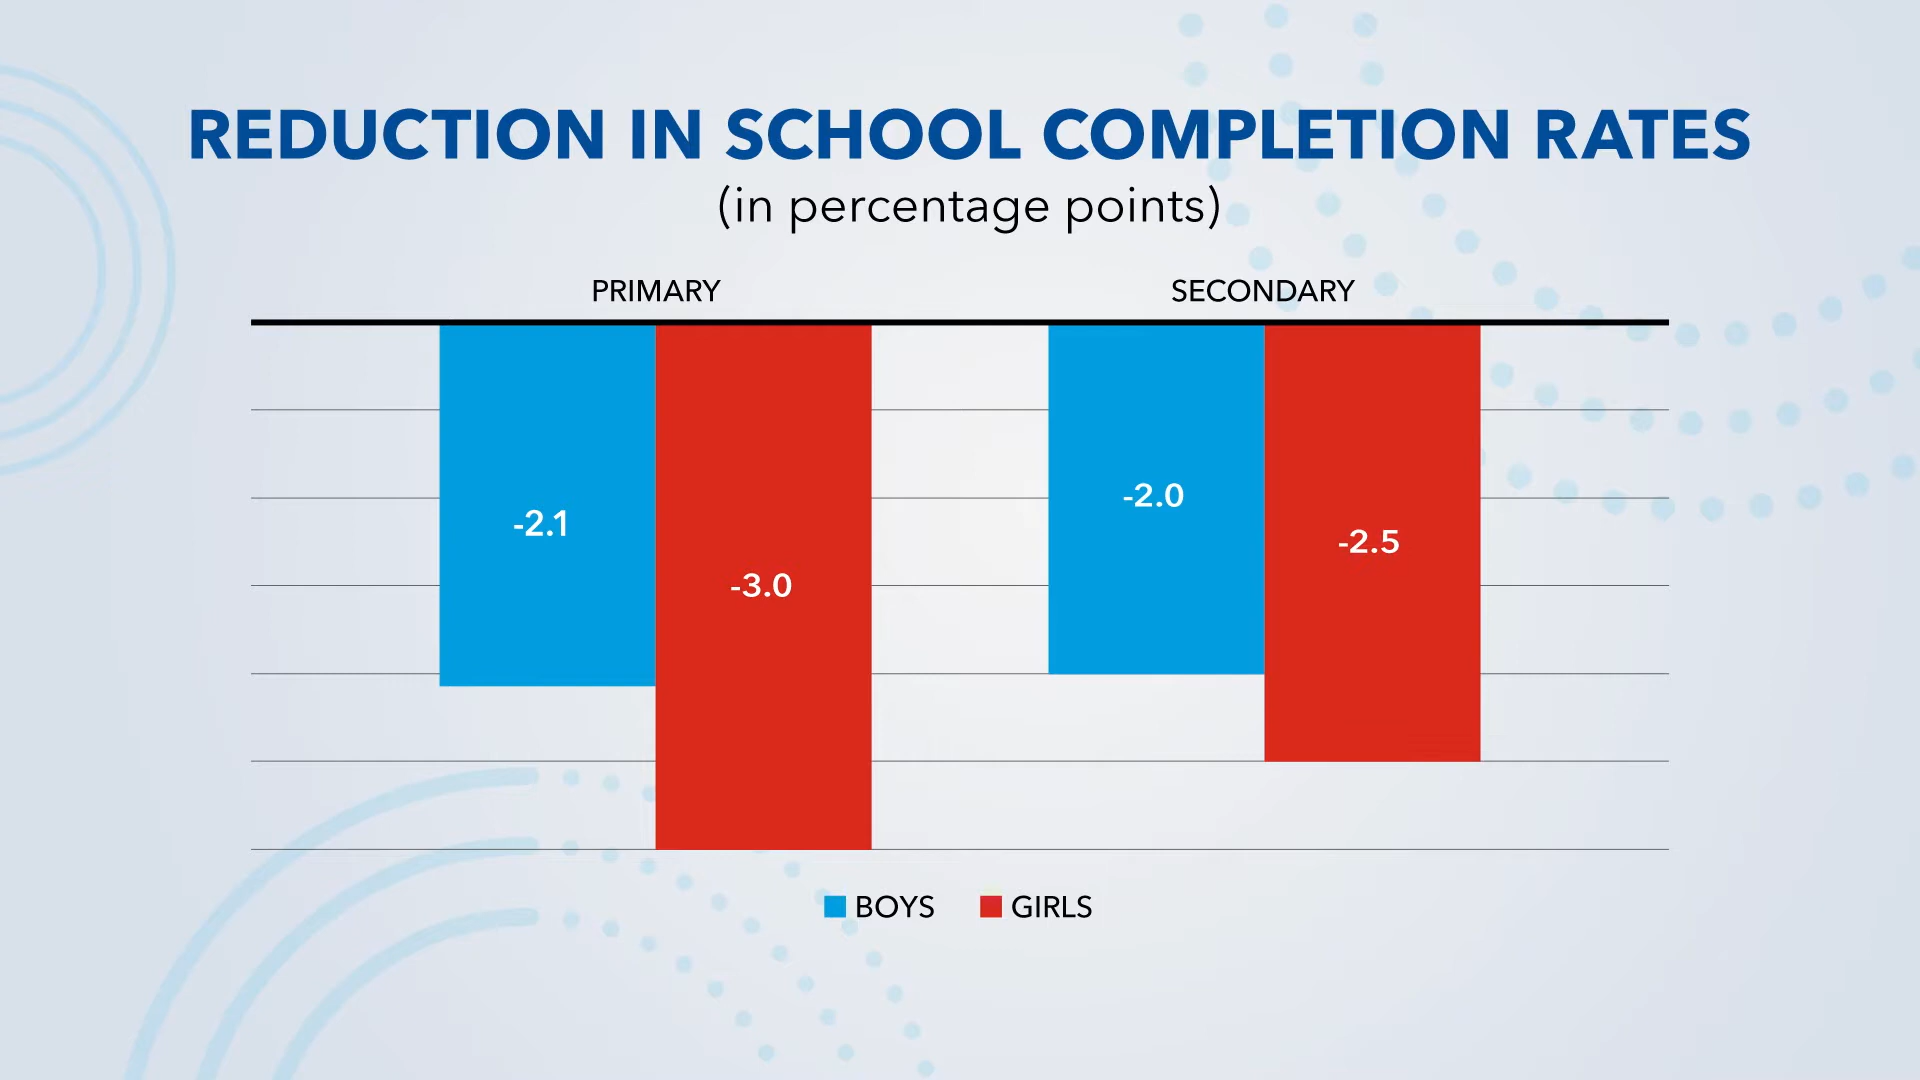 REDUCTION IN SCHOOL COMPLETION RATES
(in percentage points)
PRIMARY
SECONDARY
-2.1
-3.0
-2.0
-2.5
BOYS
GIRLS